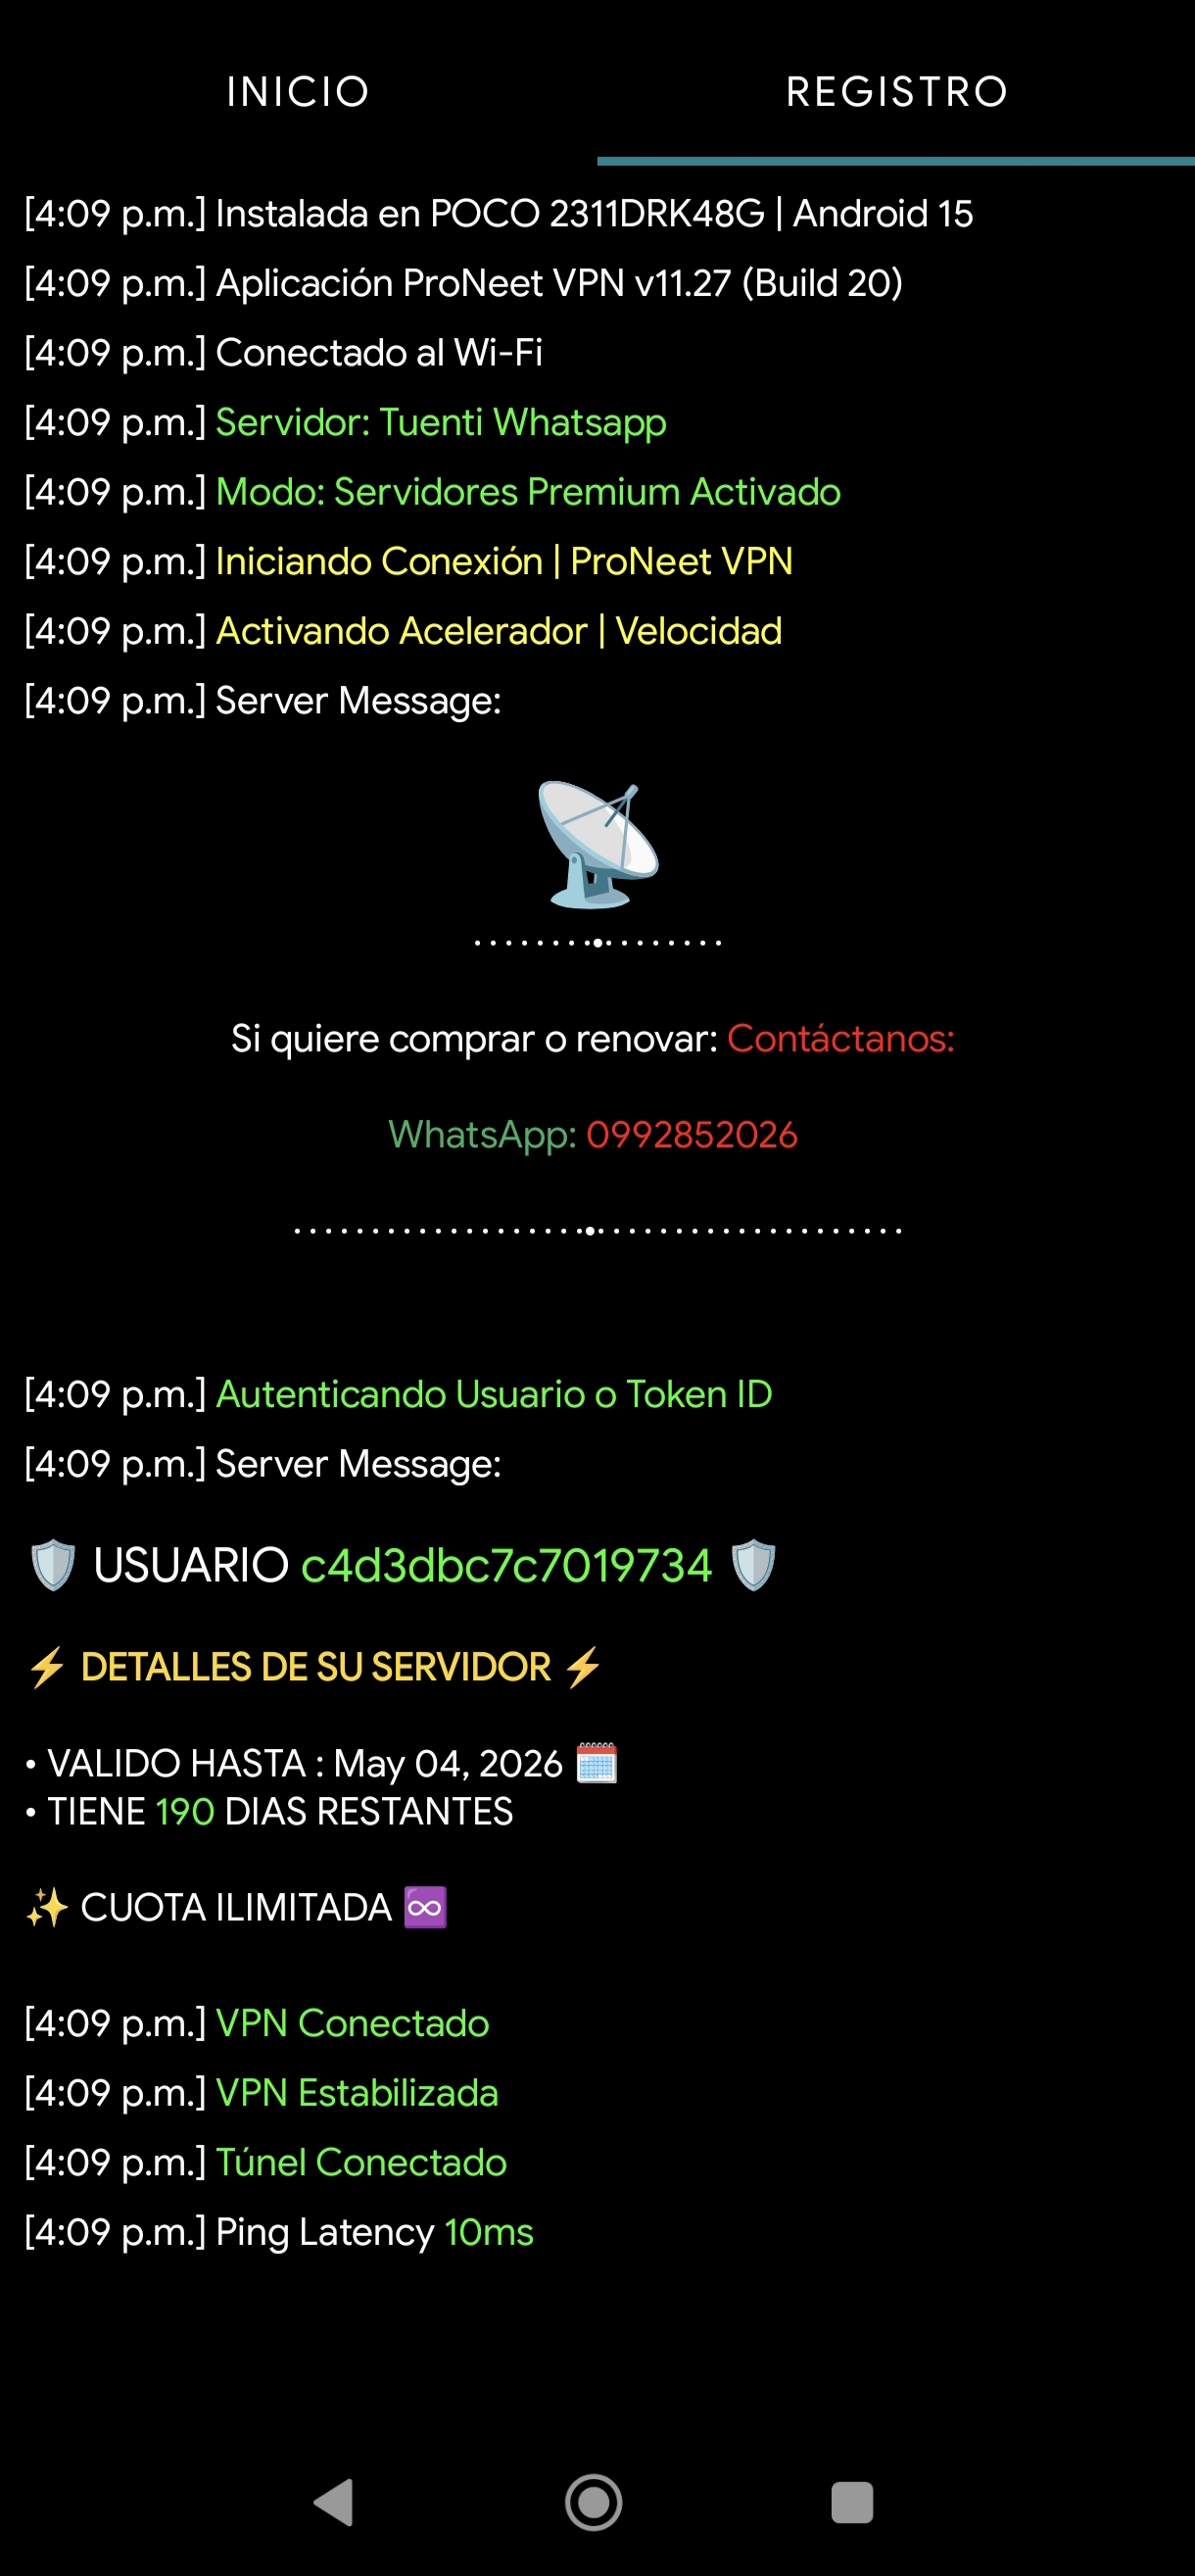 INICIO
REGISTRO
[4:09 p.m.] Instalada en POCO 2311DRK48G | Android 15
[4:09 p.m.] Aplicación ProNeet VPN v11.27 (Build 20)
[4:09 p.m.] Conectado al Wi-Fi
[4:09 p.m.] Servidor: Tuenti Whatsapp
[4:09 p.m.] Modo: Servidores Premium Activado
[4:09 p.m.] Iniciando Conexión | ProNeet VPN
[4:09 p.m.] Activando Acelerador | Velocidad
[4:09 p.m.] Server Message:
Si quiere comprar o renovar: Contáctanos:
WhatsApp: 0992852026
[4:09 p.m.] Autenticando Usuario o Token ID
[4:09 p.m.] Server Message:
🛡️ USUARIO c4d3dbc7c7019734 🛡️
⚡ DETALLES DE SU SERVIDOR ⚡
• VALIDO HASTA : May 04, 2026 🗓️
• TIENE 190 DIAS RESTANTES
✨ CUOTA ILIMITADA ♾️
[4:09 p.m.] VPN Conectado
[4:09 p.m.] VPN Estabilizada
[4:09 p.m.] Túnel Conectado
[4:09 p.m.] Ping Latency 10ms